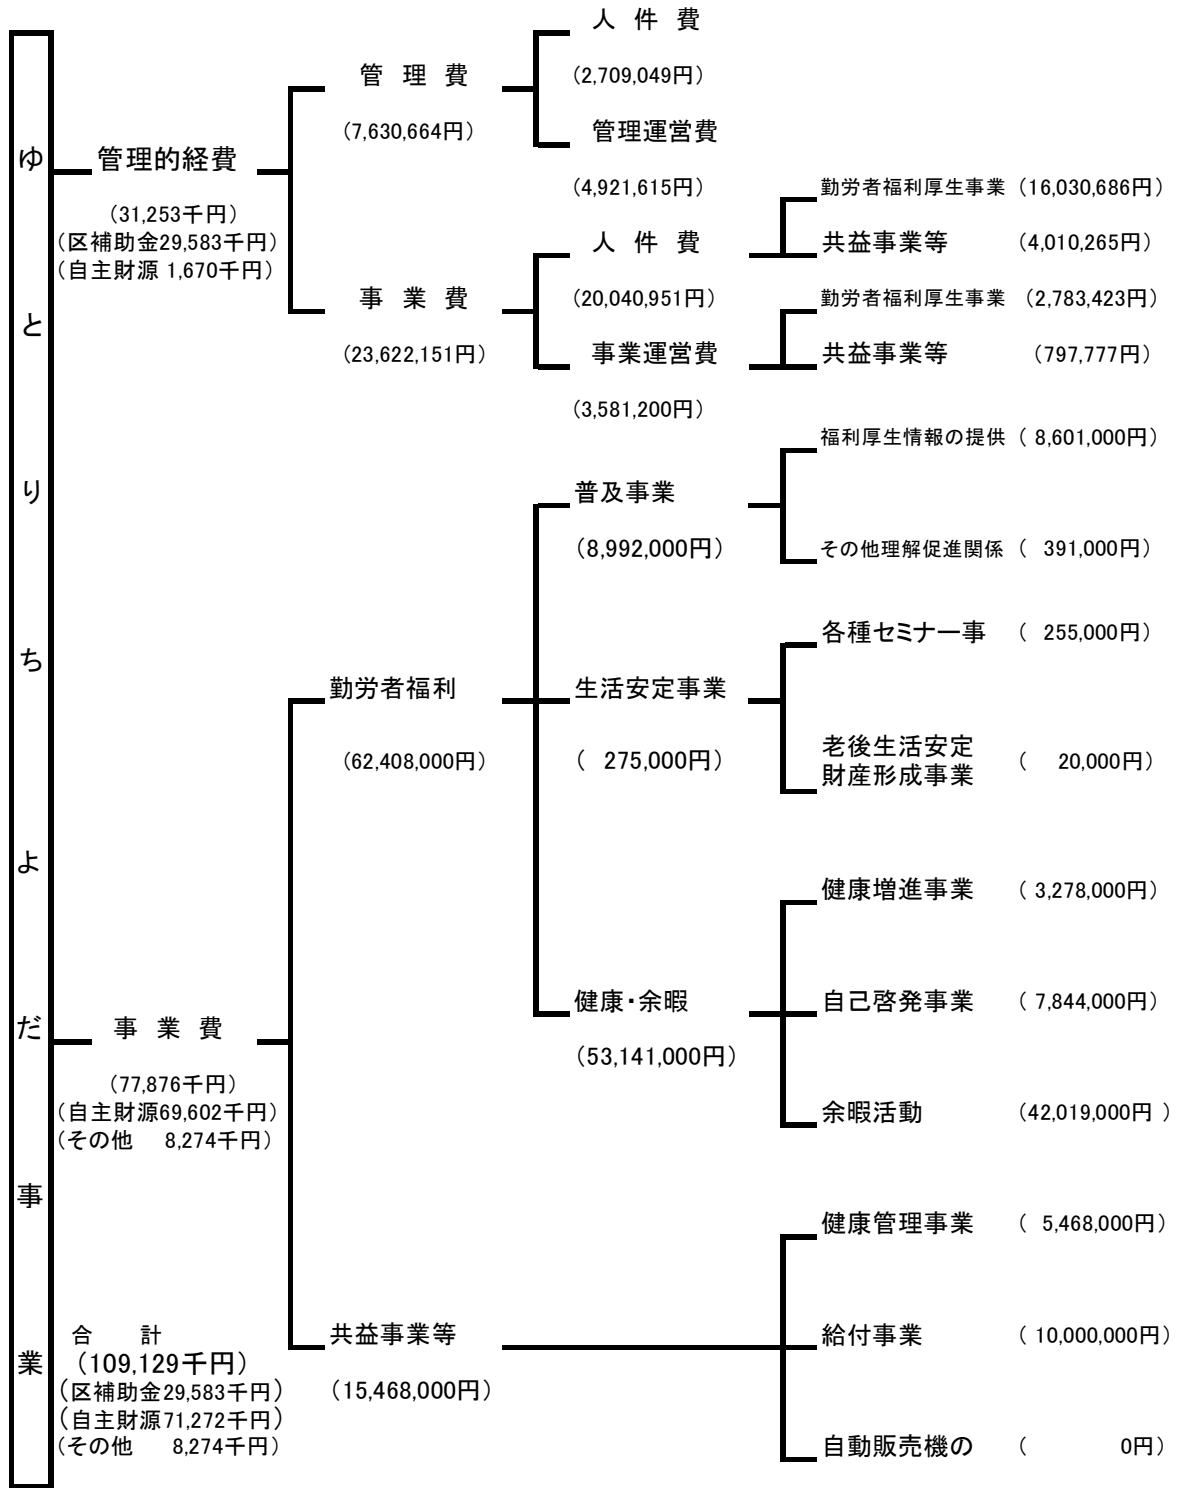 ゆとりちよだ事業
人 件 費
管 理 費 (2,709,049円)
(7,630,664円) 管理運営費
管理的経費
(4,921,615円) 勤労者福利厚生事業 (16,030,686円)
(31,253千円)
(区補助金29,583千円) 人 件 費 共益事業等 (4,010,265円)
(自主財源 1,670千円)
事 業 費 (20,040,951円) 勤労者福利厚生事業 (2,783,423円)
(23,622,151円) 事業運営費 共益事業等 (797,777円)
(3,581,200円)
福利厚生情報の提供 ( 8,601,000円)
普及事業
(8,992,000円) その他理解促進関係 ( 391,000円)
各種セミナー事 ( 255,000円)
勤労者福利 生活安定事業
(62,408,000円) ( 275,000円) 老後生活安定
財産形成事業 ( 20,000円)
健康増進事業 ( 3,278,000円)
健康・余暇 自己啓発事業 ( 7,844,000円)
事 業 費
(53,141,000円)
(77,876千円)
(自主財源69,602千円) 余暇活動 (42,019,000円 )
(その他 8,274千円)
健康管理事業 ( 5,468,000円)
合 計 共益事業等 給付事業 ( 10,000,000円)
(109,129千円)
(区補助金29,583千円) (15,468,000円)
(自主財源71,272千円)
(その他 8,274千円) 自動販売機の ( 0円)